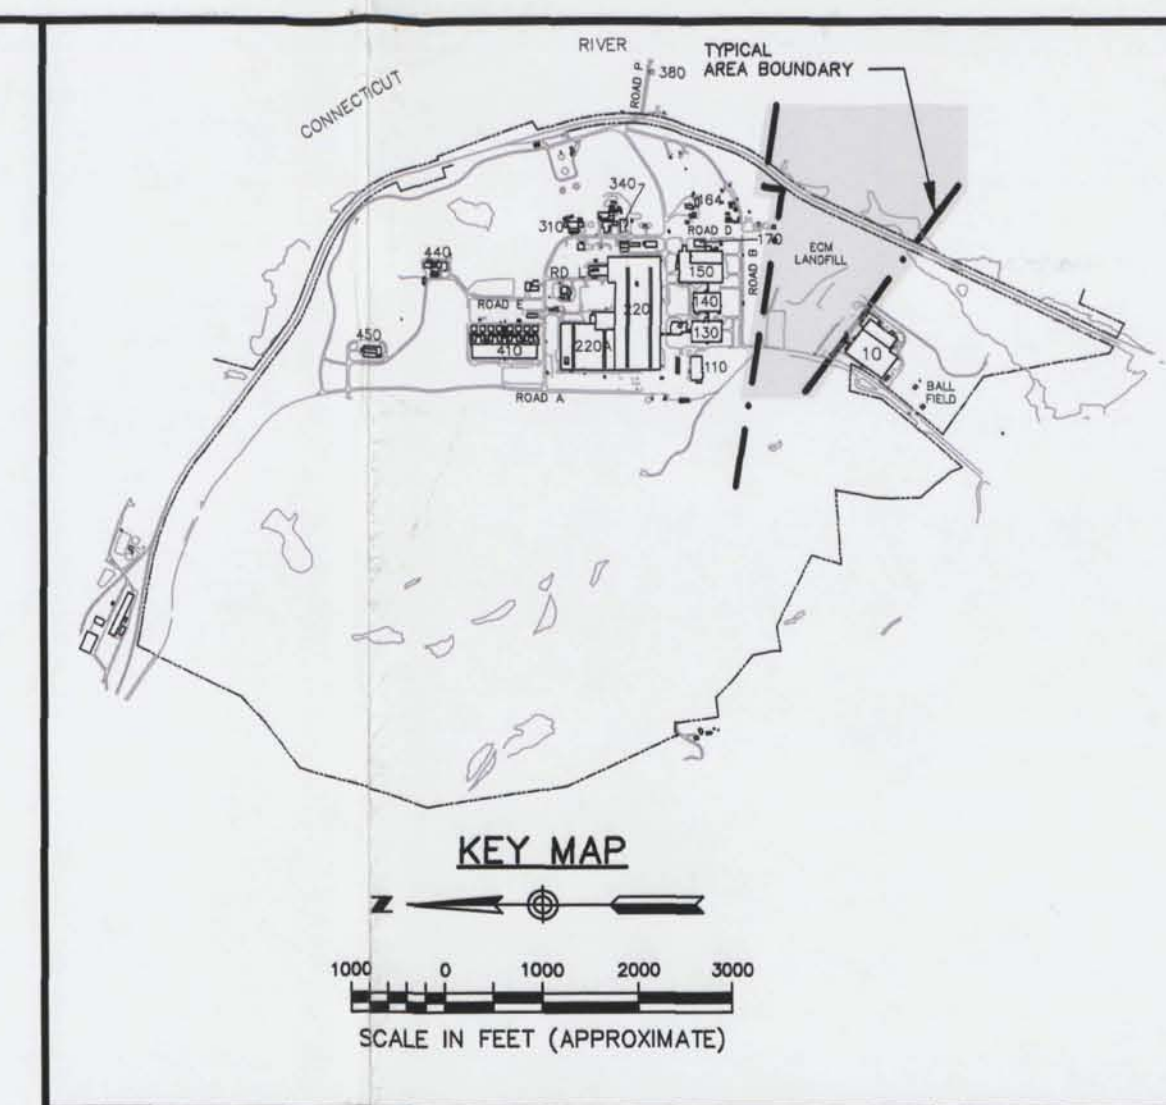 RIVER
CONNECTICUT
TYPICAL
AREA BOUNDARY
ROAD P
380
340
164
310
ROAD D
170
440
ECM
LANDFILL
RD L
150
ROAD B
ROAD E
140
220
130
450
410
220A
10
110
ROAD A
BALL
FIELD
KEY MAP
Z
1000 0 1000 2000 3000
SCALE IN FEET (APPROXIMATE)